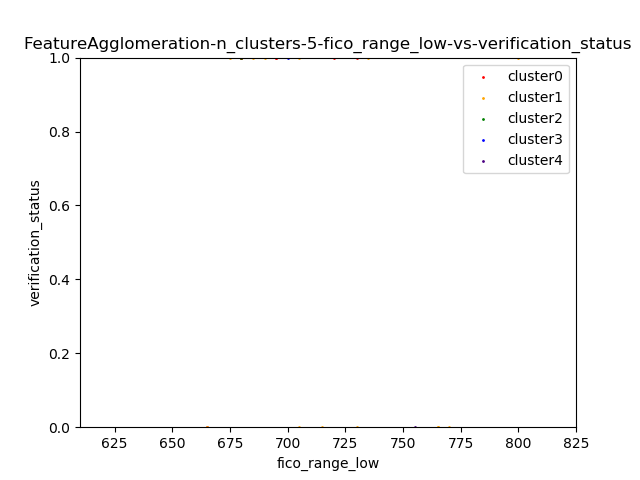 FeatureAgglomeration-n_clusters-5-fico_range_low-vs-verification_status
1.0
0.8
0.6
0.4
0.2
0.0
verification_status
cluster0
cluster1
cluster2
cluster3
cluster4
625 650 675 700 725 750 775 800 825
fico_range_low